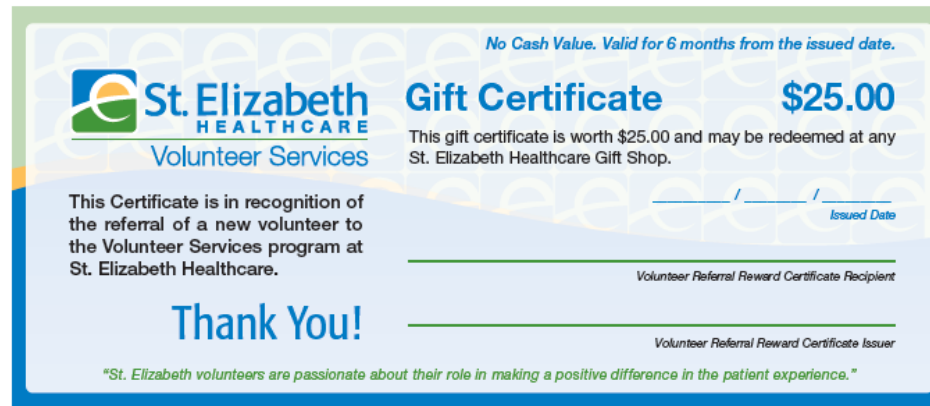 No Cash Value. Valid for 6 months from the issued date.
St. Elizabeth
HEALTHCARE
Volunteer Services
Gift Certificate $25.00
This gift certificate is worth $25.00 and may be redeemed at any
St. Elizabeth Healthcare Gift Shop.
This Certificate is in recognition of
the referral of a new volunteer to
the Volunteer Services program at
St. Elizabeth Healthcare.
Thank You!
________ / _______ / ________
Issued Date
Volunteer Referral Reward Certificate Recipient
Volunteer Referral Reward Certificate Issuer
"St. Elizabeth volunteers are passionate about their role in making a positive difference in the patient experience."